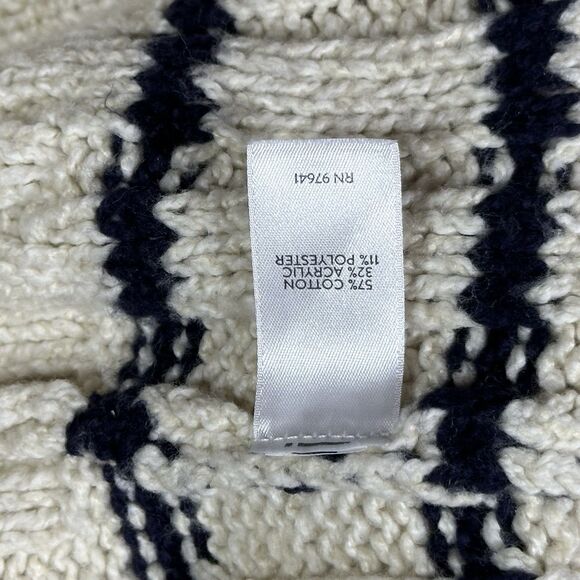 57% COTTON
32% ACRYLIC
11% POLYESTER
RN 97641